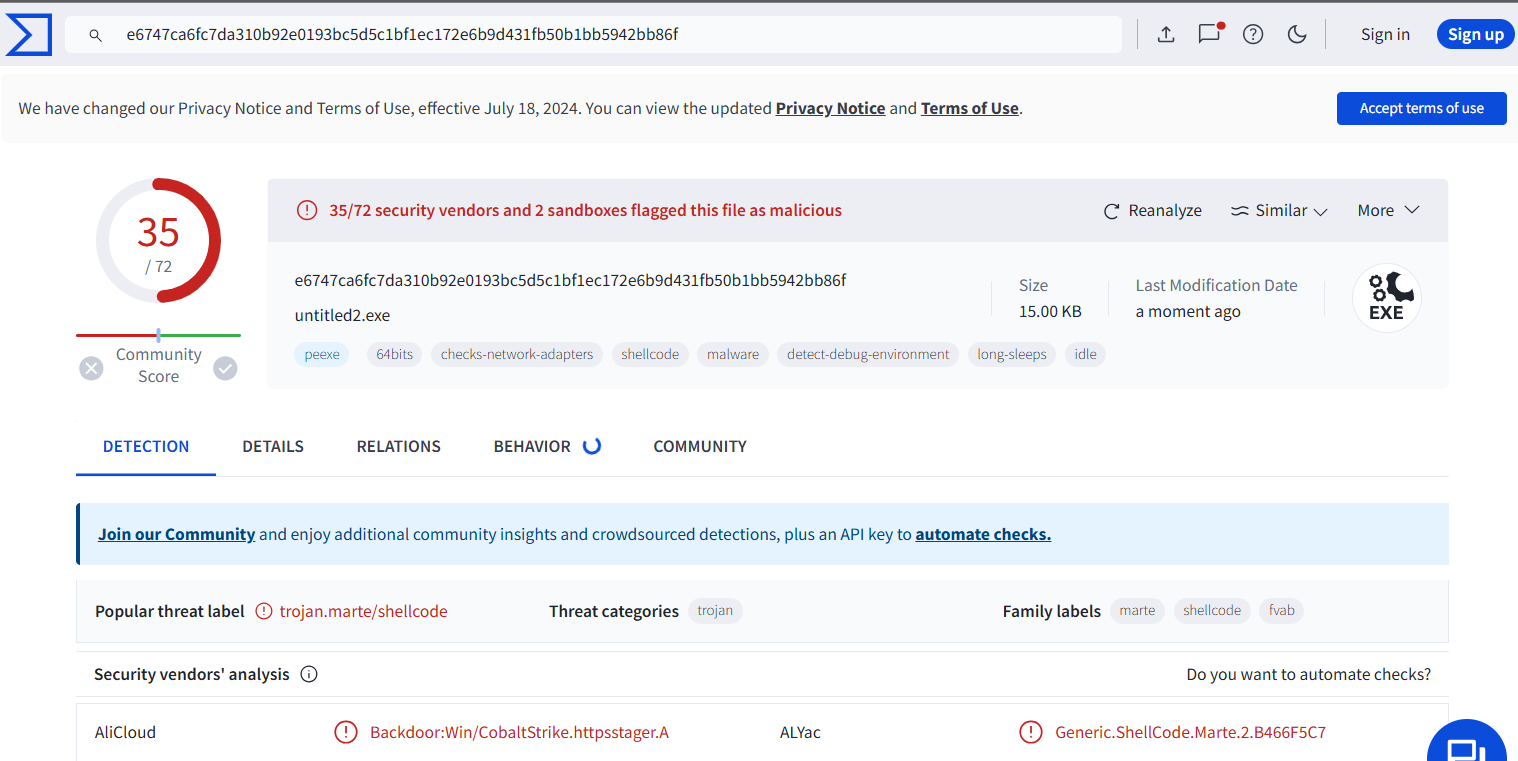 e6747ca6fc7da310b92e0193bc5d5c1bf1ec172e6b9d431fb50b1bb5942bb86f
Sign in
Sign up
We have changed our Privacy Notice and Terms of Use, effective July 18, 2024. You can view the updated Privacy Notice and Terms of Use.
Accept terms of use
35
/ 72
Community
Score
35/72 security vendors and 2 sandboxes flagged this file as malicious
Reanalyze
Similar
More
e6747ca6fc7da310b92e0193bc5d5c1bf1ec172e6b9d431fb50b1bb5942bb86f
untitled2.exe
Size
15.00 KB
Last Modification Date
a moment ago
EXE
peexe
64bits
checks-network-adapters
shellcode
malware
detect-debug-environment
long-sleeps
idle
DETECTION
DETAILS
RELATIONS
BEHAVIOR
COMMUNITY
Join our Community and enjoy additional community insights and crowdsourced detections, plus an API key to automate checks.
Popular threat label
trojan.marte/shellcode
Threat categories
trojan
Family labels
marte
shellcode
fvab
Security vendors' analysis
Do you want to automate checks?
AliCloud
Backdoor:Win/CobaltStrike.httpsstager.A
ALYac
Generic.ShellCode.Marte.2.B466F5C7